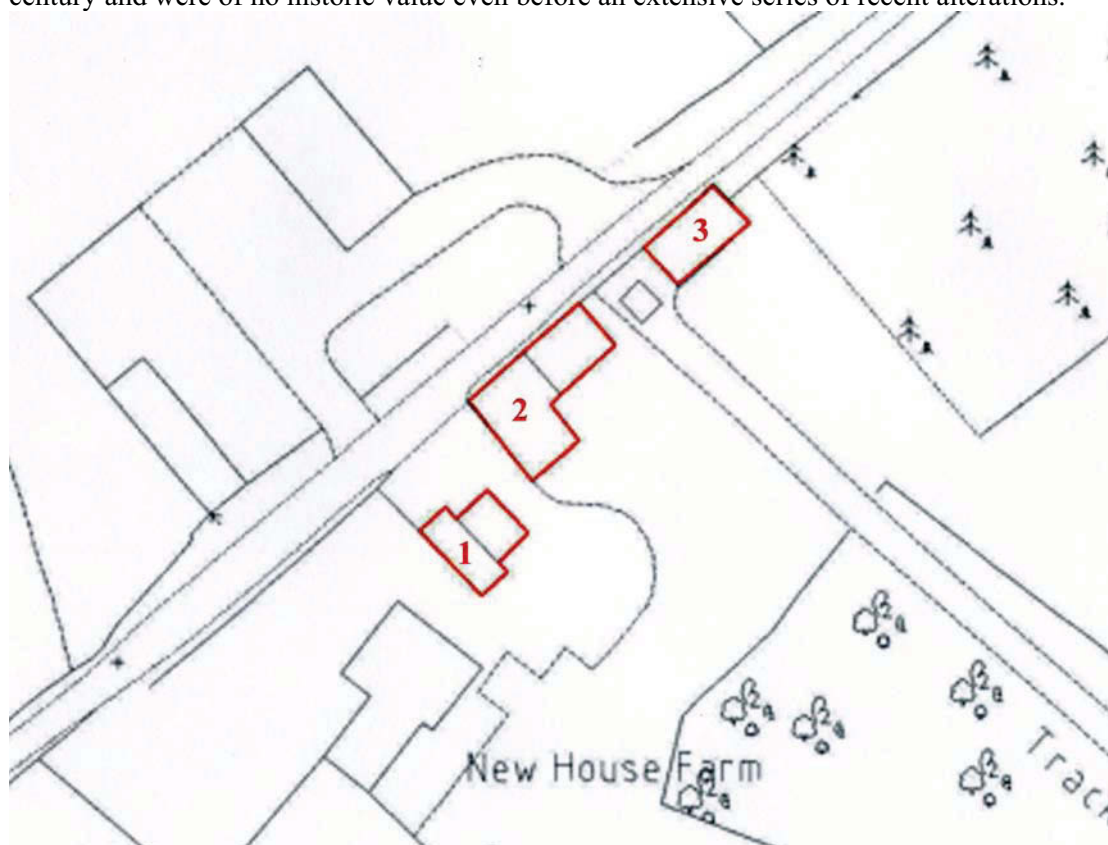 century and were of no historic value even before an extensive series of recent alterations.
3
2
1
New House Farm
Track